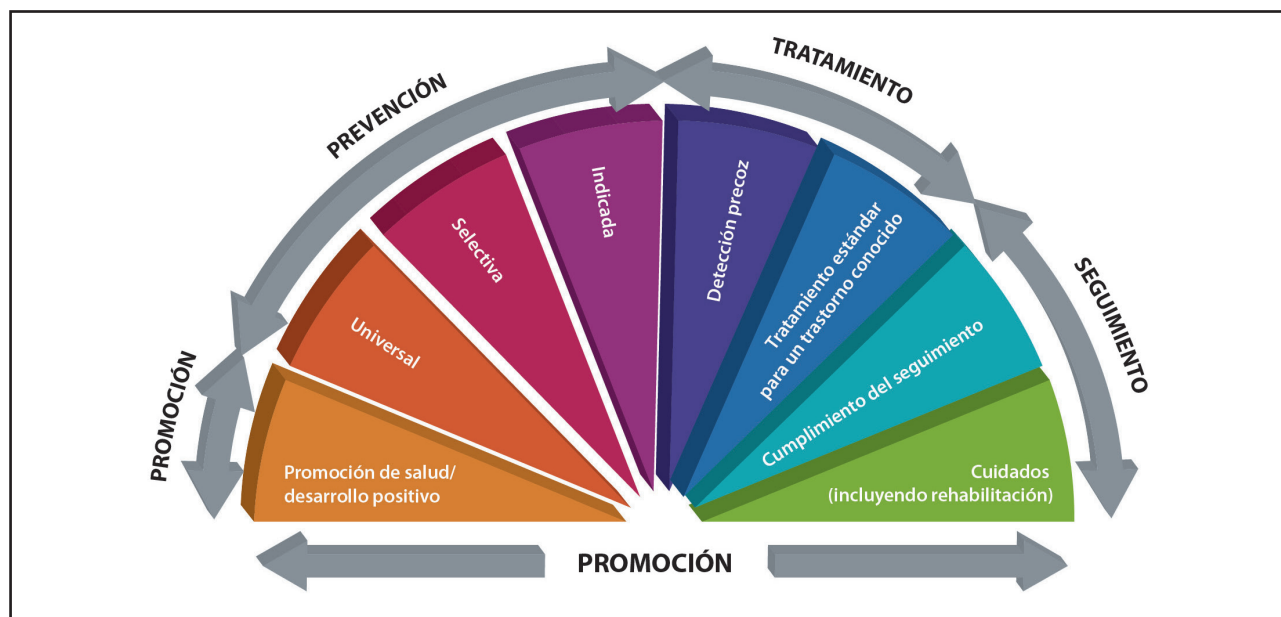 PROMOCIÓN
PREVENCIÓN
TRATAMIENTO
SEGUIMIENTO
Promoción de salud/
desarrollo positivo
Universal
Selectiva
Indicada
Detección precoz
Tratamiento estándar
para un trastorno conocido
Cumplimiento del seguimiento
Cuidados
(incluyendo rehabilitación)
PROMOCIÓN